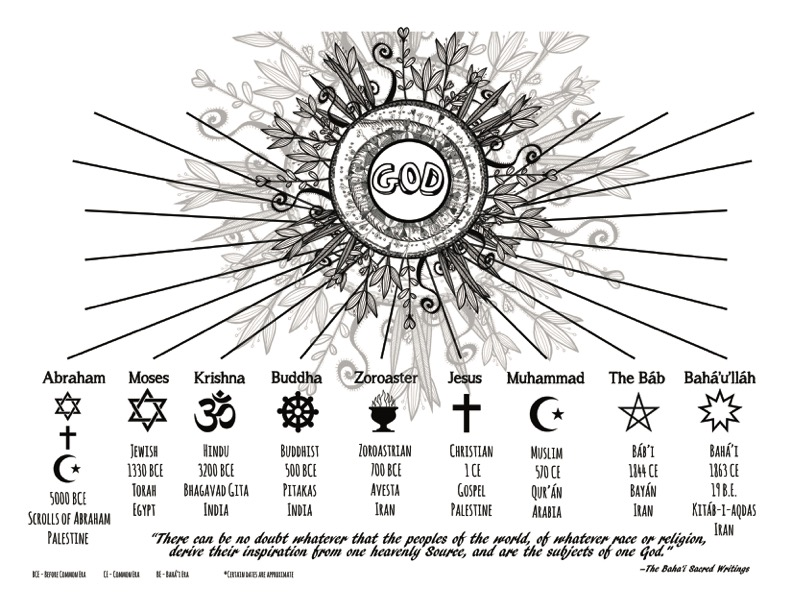 GOD
Abraham
5000 BCE
Scrolls of Abraham
Palestine
Moses
Jewish
1330 BCE
Torah
Egypt
Krishna
Hindu
3200 BCE
Bhagavad Gita
India
Buddha
Buddhist
500 BCE
Pitakas
India
Zoroaster
Zoroastrian
700 BCE
Avesta
Iran
Jesus
Christian
1 CE
Gospel
Palestine
Muhammad
Muslim
570 CE
Qur'án
Arabia
The Báb
Báb'i
1844 CE
Bayán
Iran
Bahá'u'lláh
Bahá'i
1863 CE
19 B.E.
Kitáb-i-Aqdas
Iran
"There can be no doubt whatever that the peoples of the world, of whatever race or religion,
derive their inspiration from one heavenly Source, and are the subjects of one God."
~The Baha'i Sacred Writings
BCE - Before Common Era CE - Common Era BE - Bahá'i Era *Certain dates are approximate